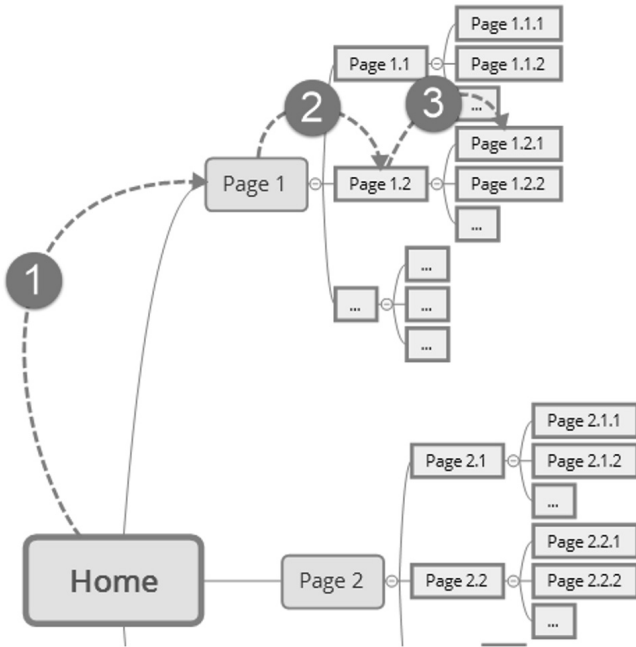 Page 1.1.1
Page 1.1
Page 1.1.2
2
3
...
Page 1.2.1
Page 1
Page 1.2
Page 1.2.2
...
1
...
...
...
...
Page 2.1.1
Page 2.1
Page 2.1.2
...
Page 2.2.1
Home
Page 2
Page 2.2
Page 2.2.2
...